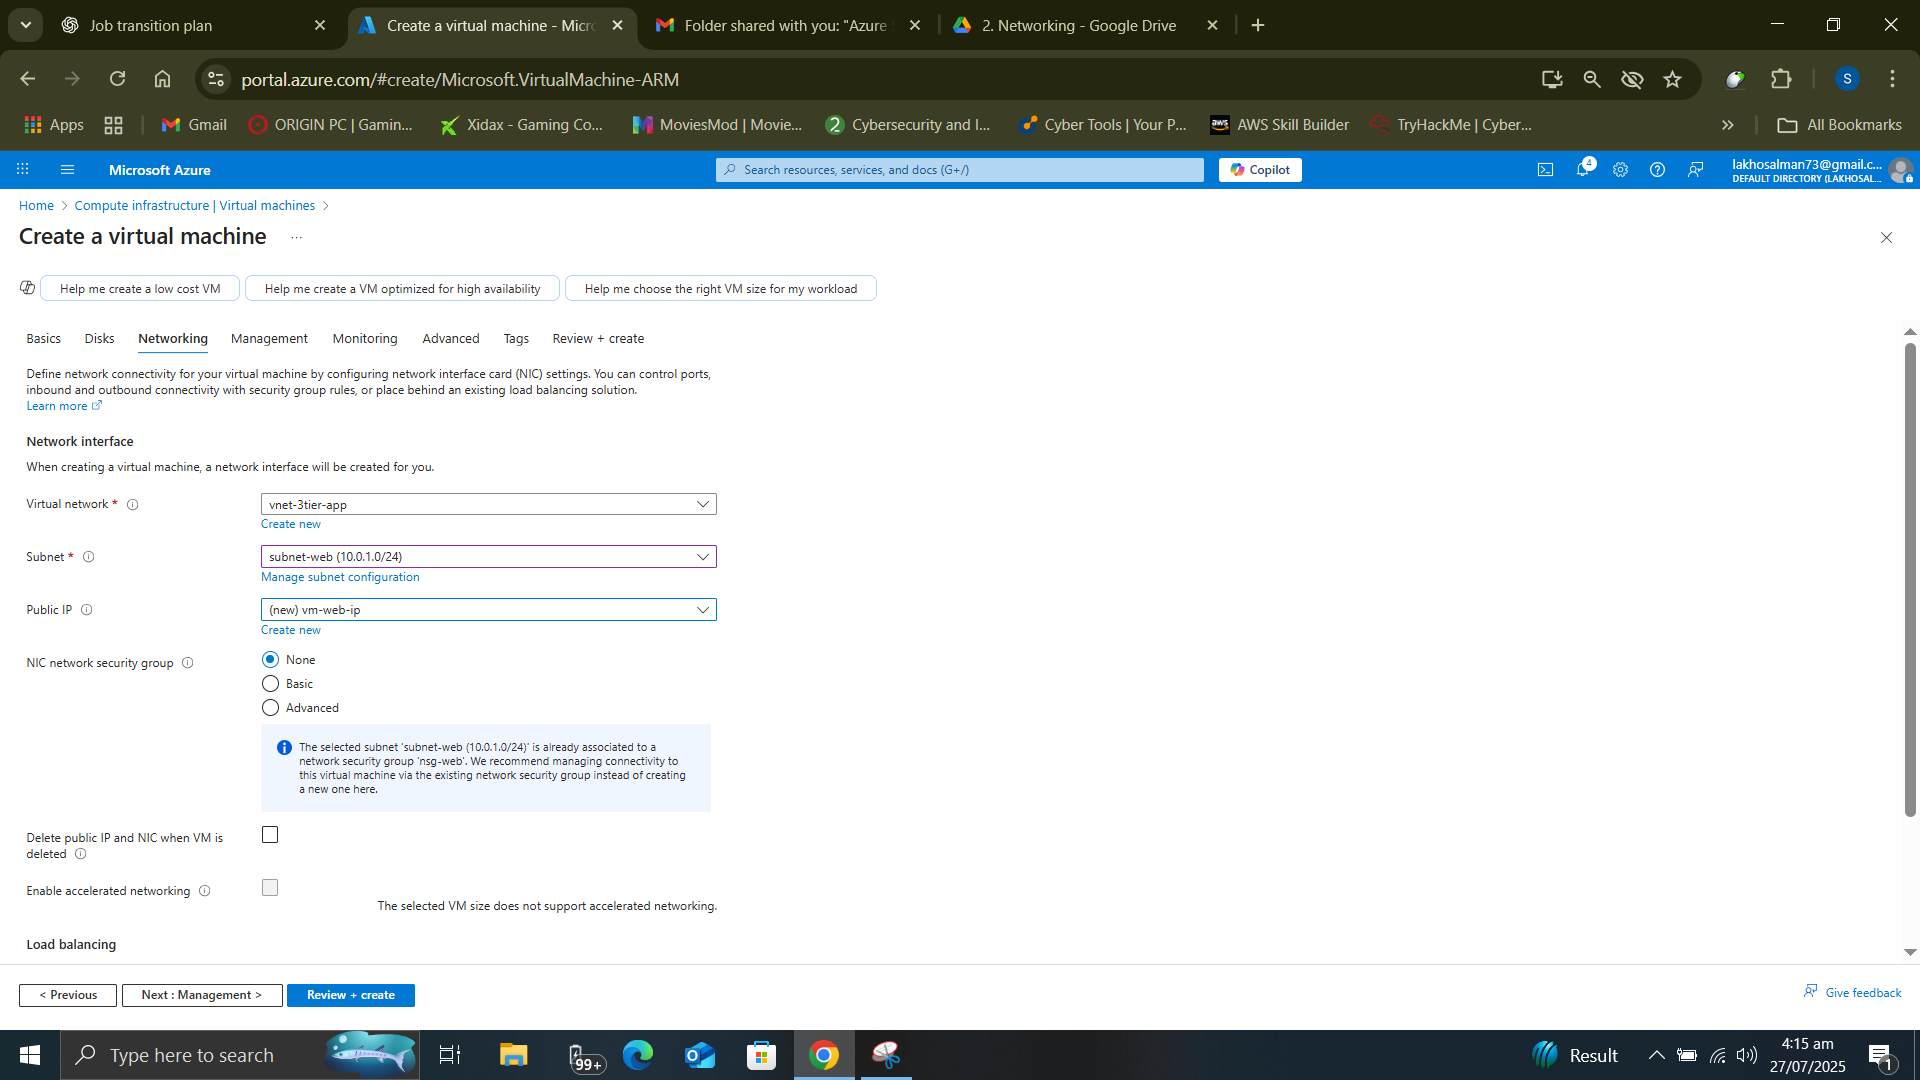 Job transition plan
Create a virtual machine - Micro
Folder shared with you: "Azure
2. Networking - Google Drive
portal.azure.com/#create/Microsoft.VirtualMachine-ARM
S
Apps
Gmail
ORIGIN PC | Gamin...
Xidax - Gaming Co...
MoviesMod | Movie...
2
Cybersecurity and I...
Cyber Tools | Your P...
aws
AWS Skill Builder
TryHackMe | Cyber...
All Bookmarks
Microsoft Azure
Search resources, services, and docs (G+/)
Copilot
4
lakhosalman73@gmail.c...
DEFAULT DIRECTORY (LAKHOSAL...
Home > Compute infrastructure | Virtual machines >
Create a virtual machine ...
Help me create a low cost VM
Help me create a VM optimized for high availability
Help me choose the right VM size for my workload
Basics
Disks
Networking
Management
Monitoring
Advanced
Tags
Review + create
Define network connectivity for your virtual machine by configuring network interface card (NIC) settings. You can control ports,
inbound and outbound connectivity with security group rules, or place behind an existing load balancing solution.
Learn more
Network interface
When creating a virtual machine, a network interface will be created for you.
Virtual network *
vnet-3tier-app
Create new
Subnet *
subnet-web (10.0.1.0/24)
Manage subnet configuration
Public IP
(new) vm-web-ip
Create new
NIC network security group
None
Basic
Advanced
The selected subnet 'subnet-web (10.0.1.0/24)' is already associated to a
network security group 'nsg-web'. We recommend managing connectivity to
this virtual machine via the existing network security group instead of creating
a new one here.
Delete public IP and NIC when VM is
deleted
Enable accelerated networking
The selected VM size does not support accelerated networking.
Load balancing
< Previous
Next : Management >
Review + create
Give feedback
Type here to search
99+
Result
4:15 am
27/07/2025
1